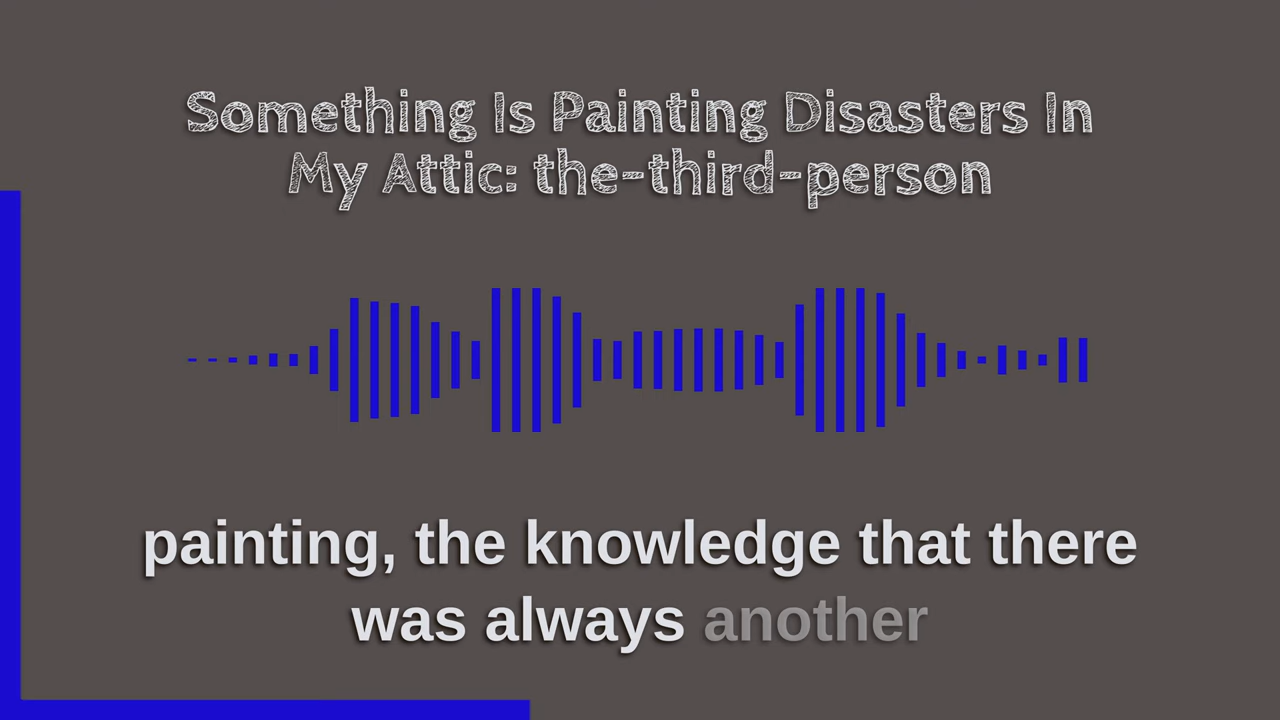 Something Is Painting Disasters In
My Attic: the-third-person
painting, the knowledge that there
was always another